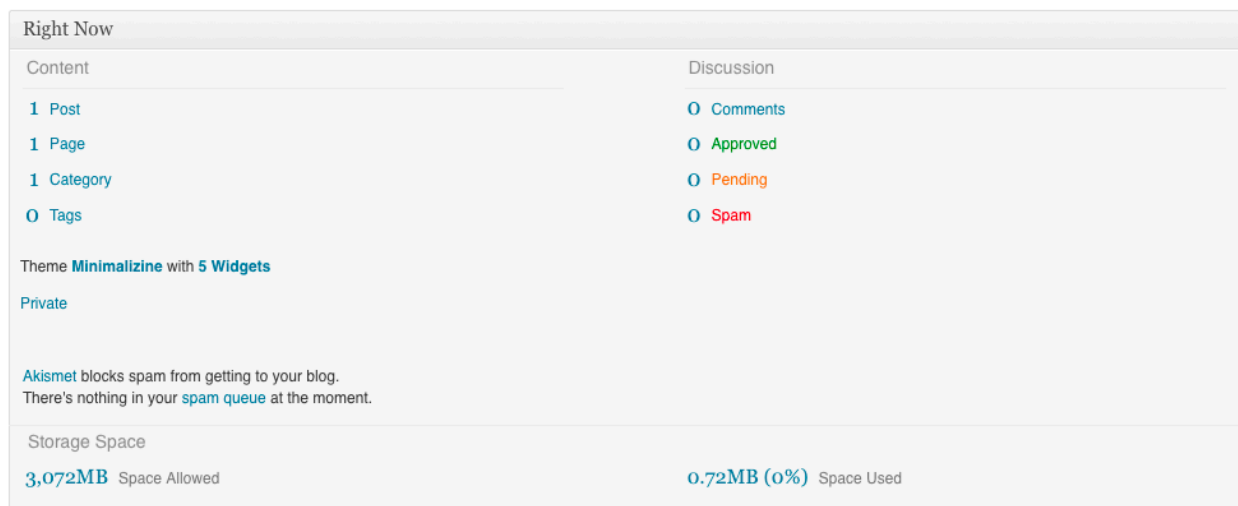 Right Now
Content
1 Post
1 Page
1 Category
0 Tags
Discussion
0 Comments
0 Approved
0 Pending
0 Spam
Theme Minimalizine with 5 Widgets
Private
Akismet blocks spam from getting to your blog.
There's nothing in your spam queue at the moment.
Storage Space
3,072MB Space Allowed
0.72MB (0%) Space Used